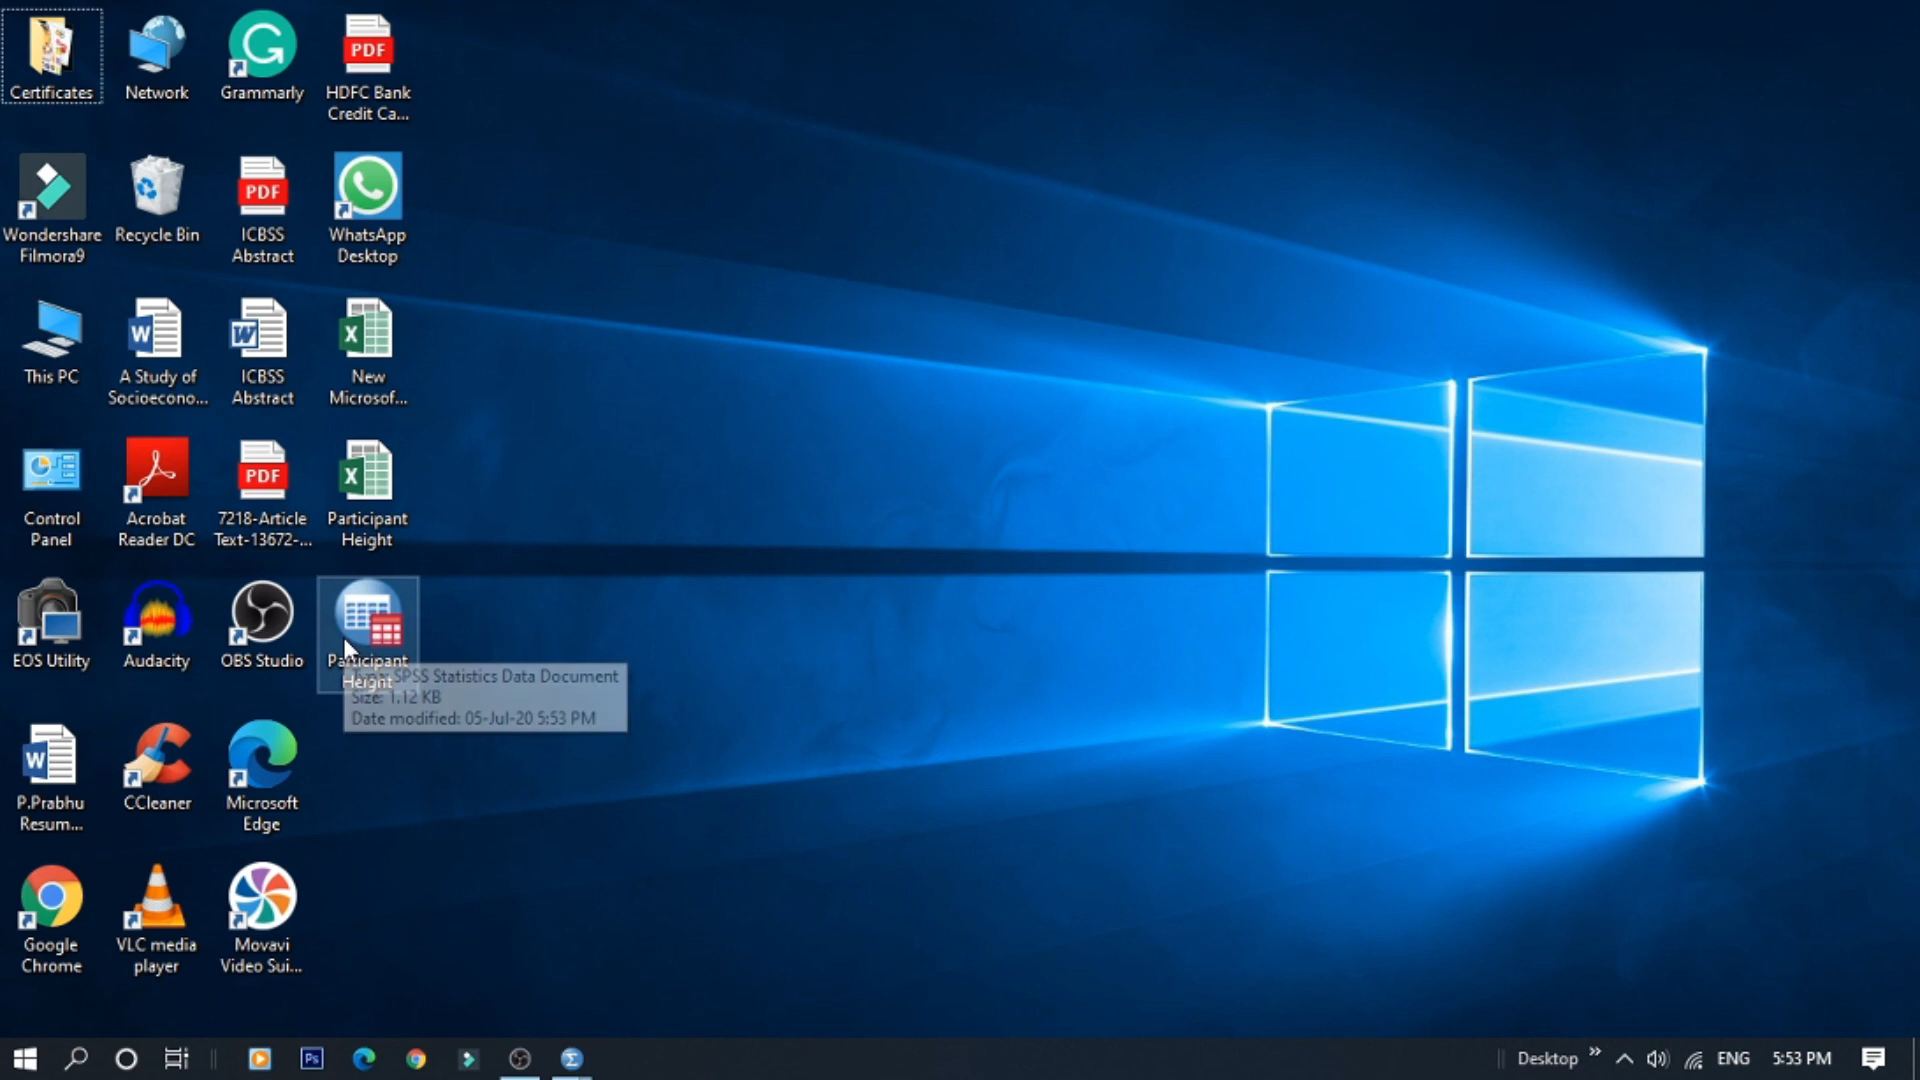 Certificates
Network
Grammarly
HDFC Bank
Credit Ca...
PDF
Wondershare
Filmora9
Recycle Bin
PDF
ICBSS
Abstract
WhatsApp
Desktop
This PC
A Study of
Socioecono...
ICBSS
Abstract
New
Microsof...
Control
Panel
Acrobat
Reader DC
PDF
7218-Article
Text-13672-...
Participant
Height
EOS Utility
Audacity
OBS Studio
Participant
Height
SPSS Statistics Data Document
Size: 1.12 KB
Date modified: 05-Jul-20 5:53 PM
P.Prabhu
Resum...
CCleaner
Microsoft
Edge
Google
Chrome
VLC media
player
Movavi
Video Sui...
Ps
Desktop
ENG
5:53 PM